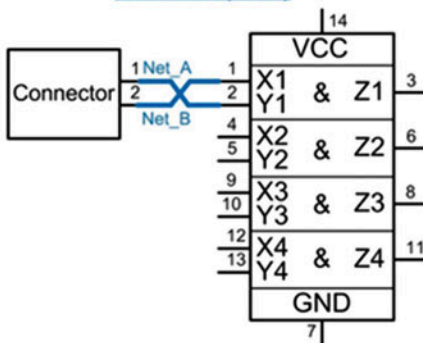 14
VCC
1 Net_A 1 X1 & Z1 3
Connector 2 2 Y1
Net_B
4 X2 & Z2 6
5 Y2
9 X3 & Z3 8
10 Y3
12 X4 & Z4 11
13 Y4
GND
7